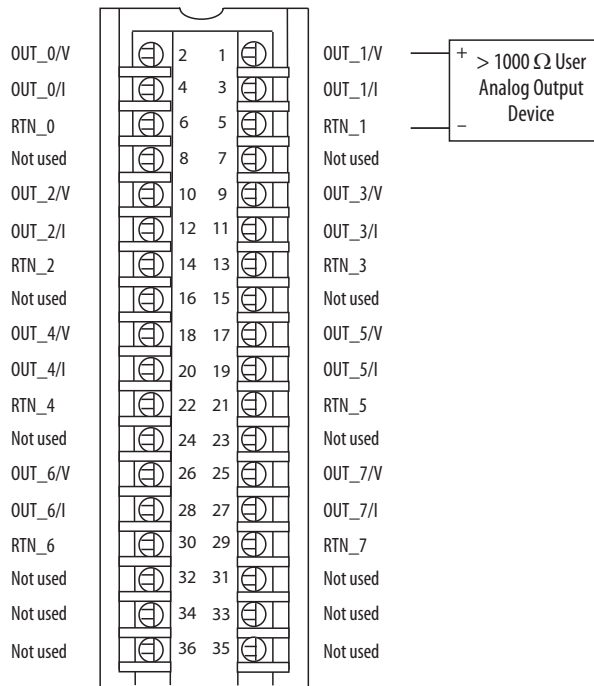 OUT_0/V 2 1 OUT_1/V + > 1000 Ω User
OUT_0/I 4 3 OUT_1/I Analog Output
Device
RTN_0 6 5 RTN_1 –
Not used 8 7 Not used
OUT_2/V 10 9 OUT_3/V
OUT_2/I 12 11 OUT_3/I
RTN_2 14 13 RTN_3
Not used 16 15 Not used
OUT_4/V 18 17 OUT_5/V
OUT_4/I 20 19 OUT_5/I
RTN_4 22 21 RTN_5
Not used 24 23 Not used
OUT_6/V 26 25 OUT_7/V
OUT_6/I 28 27 OUT_7/I
RTN_6 30 29 RTN_7
Not used 32 31 Not used
Not used 34 33 Not used
Not used 36 35 Not used